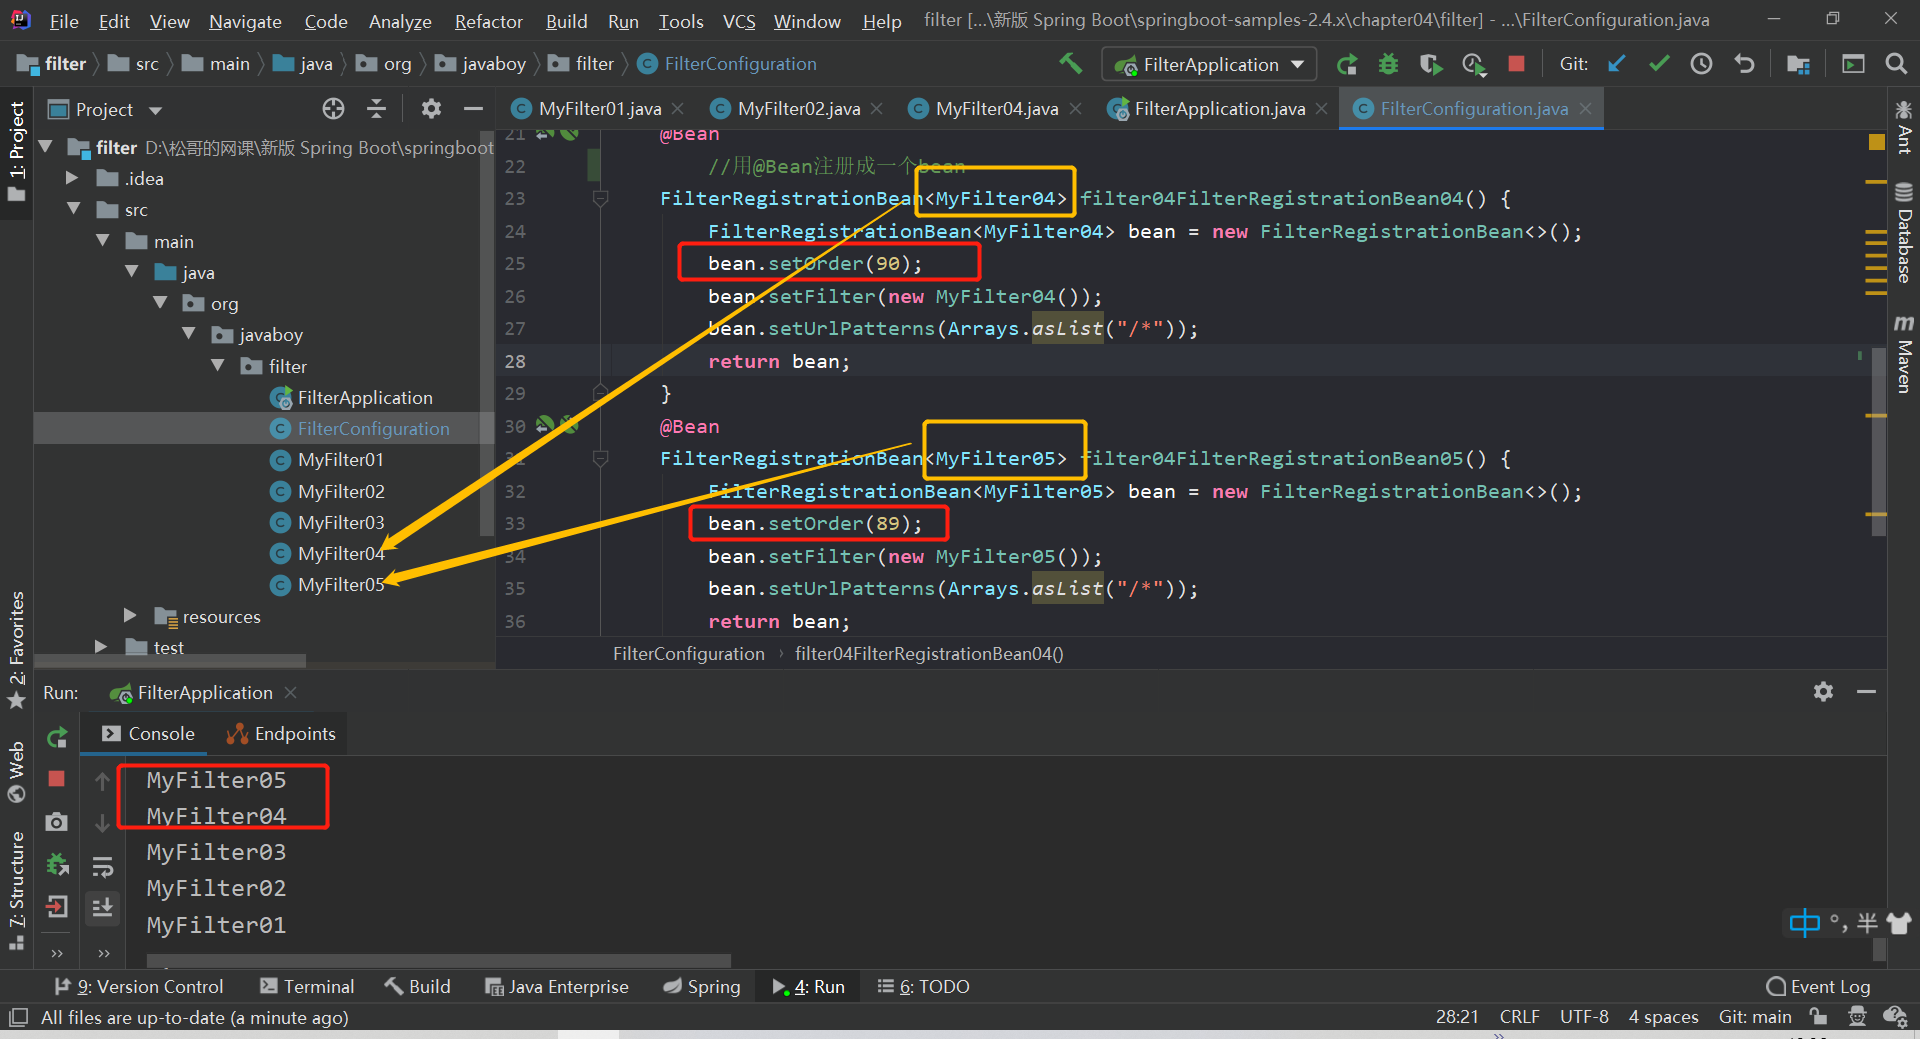 File Edit View Navigate Code Analyze Refactor Build Run Tools VCS Window Help filter [...\新版 Spring Boot\springboot-samples-2.4.x\chapter04\filter] - ...\FilterConfiguration.java
filter src main java org javaboy filter FilterConfiguration FilterApplication Git:
Project MyFilter01.java MyFilter02.java MyFilter04.java FilterApplication.java FilterConfiguration.java
1: Project
2: Favorites
Web
7: Structure
filter D:\松哥的网课\新版 Spring Boot\springboot
.idea
src
main
java
org
javaboy
filter
FilterApplication
FilterConfiguration
MyFilter01
MyFilter02
MyFilter03
MyFilter04
MyFilter05
resources
test
21 @Bean
22 //用@Bean注册成一个bean
23 FilterRegistrationBean<MyFilter04> filter04FilterRegistrationBean04() {
24 FilterRegistrationBean<MyFilter04> bean = new FilterRegistrationBean<>();
25 bean.setOrder(90);
26 bean.setFilter(new MyFilter04());
27 bean.setUrlPatterns(Arrays.asList("/*"));
28 return bean;
29 }
30 @Bean
31 FilterRegistrationBean<MyFilter05> filter04FilterRegistrationBean05() {
32 FilterRegistrationBean<MyFilter05> bean = new FilterRegistrationBean<>();
33 bean.setOrder(89);
34 bean.setFilter(new MyFilter05());
35 bean.setUrlPatterns(Arrays.asList("/*"));
36 return bean;
FilterConfiguration › filter04FilterRegistrationBean04()
Ant
Database
m Maven
Run: FilterApplication
Console Endpoints
MyFilter05
MyFilter04
MyFilter03
MyFilter02
MyFilter01
中 °, 半
9: Version Control Terminal Build Java Enterprise Spring 4: Run 6: TODO Event Log
All files are up-to-date (a minute ago) 28:21 CRLF UTF-8 4 spaces Git: main